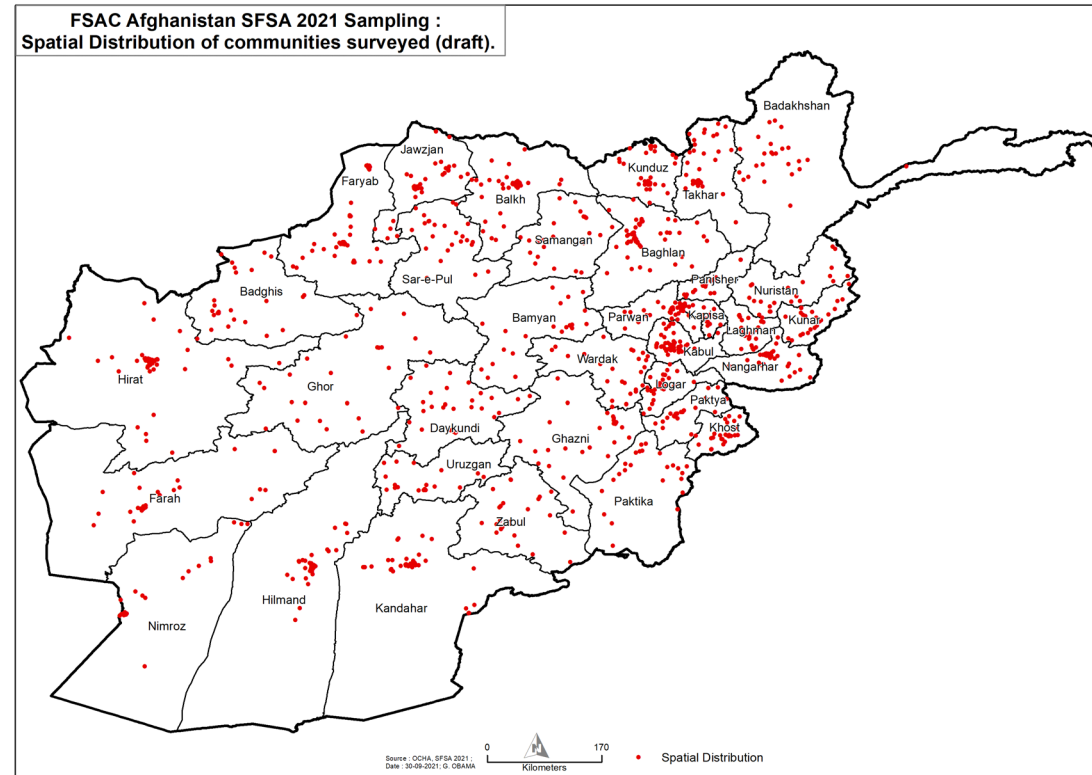 FSAC Afghanistan SFSA 2021 Sampling :
Spatial Distribution of communities surveyed (draft).
Badakhshan
Jawzjan
Kunduz
Faryab
Takhar
Balkh
Samangan
Baghlan
Sar-e-Pul
Panjsher
Badghis
Nuristan
Bamyan
Parwan
Kapisa
Kunar
Laghman
Kabul
Wardak
Nangarhar
Hirat
Ghor
Logar
Paktya
Daykundi
Khost
Ghazni
Uruzgan
Farah
Paktika
Zabul
Hilmand
Kandahar
Nimroz
Source : OCHA, SFSA 2021 ;
Date : 30-09-2021; G. OBAMA
0
N
170
Kilometers
Spatial Distribution